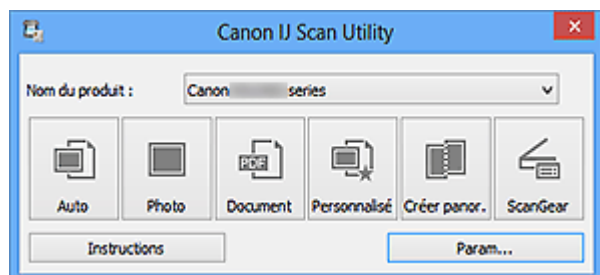 Canon IJ Scan Utility
Nom du produit : Canon series
PDF
Auto Photo Document Personnalisé Créer panor. ScanGear
Instructions Param...